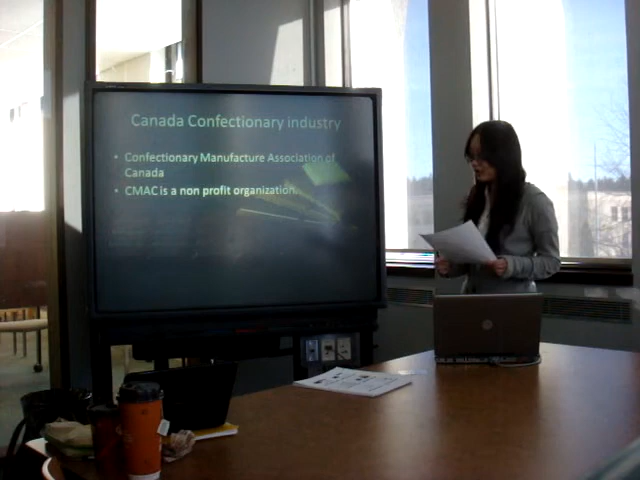 Canada Confectionary industry
• Confectionary Manufacture Association of
Canada
• CMAC is a non profit organization.